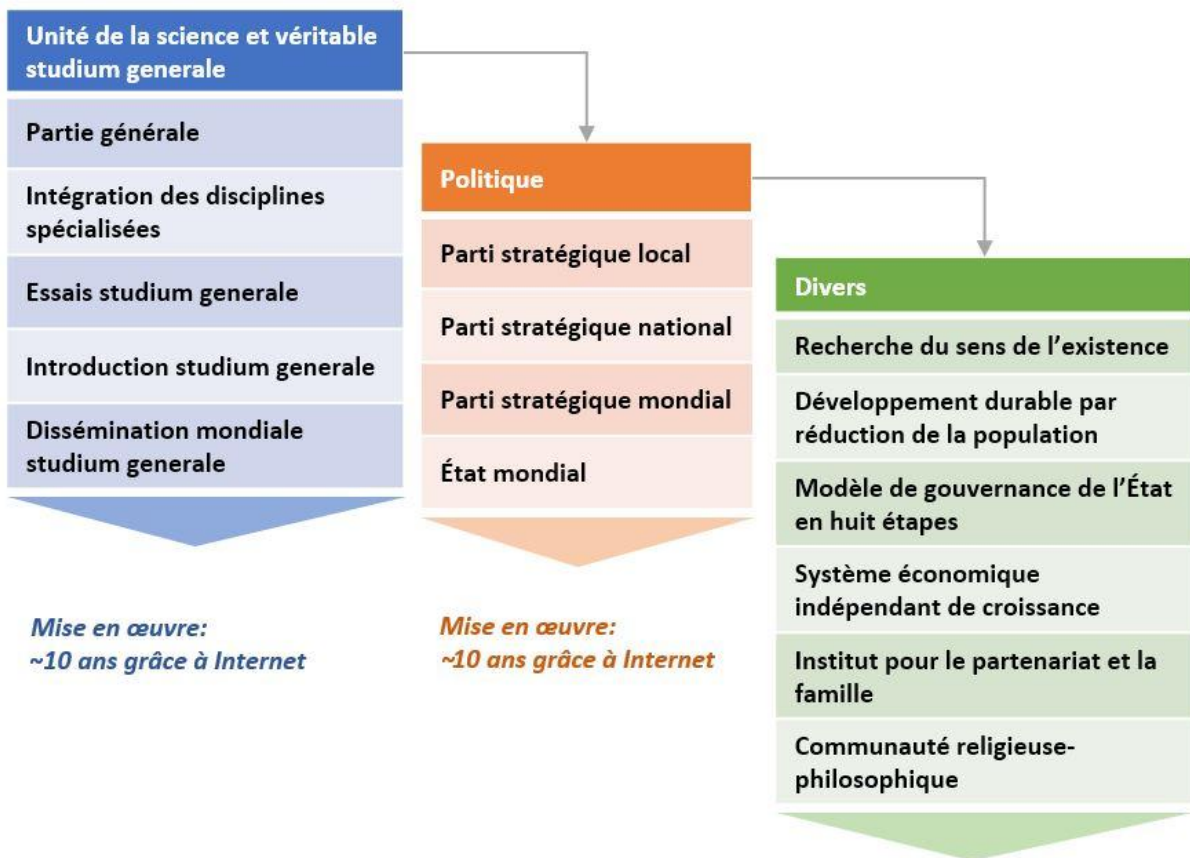 Unité de la science et véritable
studium generale
Partie générale
Intégration des disciplines
spécialisées
Essais studium generale
Introduction studium generale
Dissémination mondiale
studium generale
Mise en œuvre:
~10 ans grâce à Internet
Politique
Parti stratégique local
Parti stratégique national
Parti stratégique mondial
État mondial
Mise en œuvre:
~10 ans grâce à Internet
Divers
Recherche du sens de l’existence
Développement durable par
réduction de la population
Modèle de gouvernance de l’État
en huit étapes
Système économique
indépendant de croissance
Institut pour le partenariat et la
famille
Communauté religieuse-
philosophique